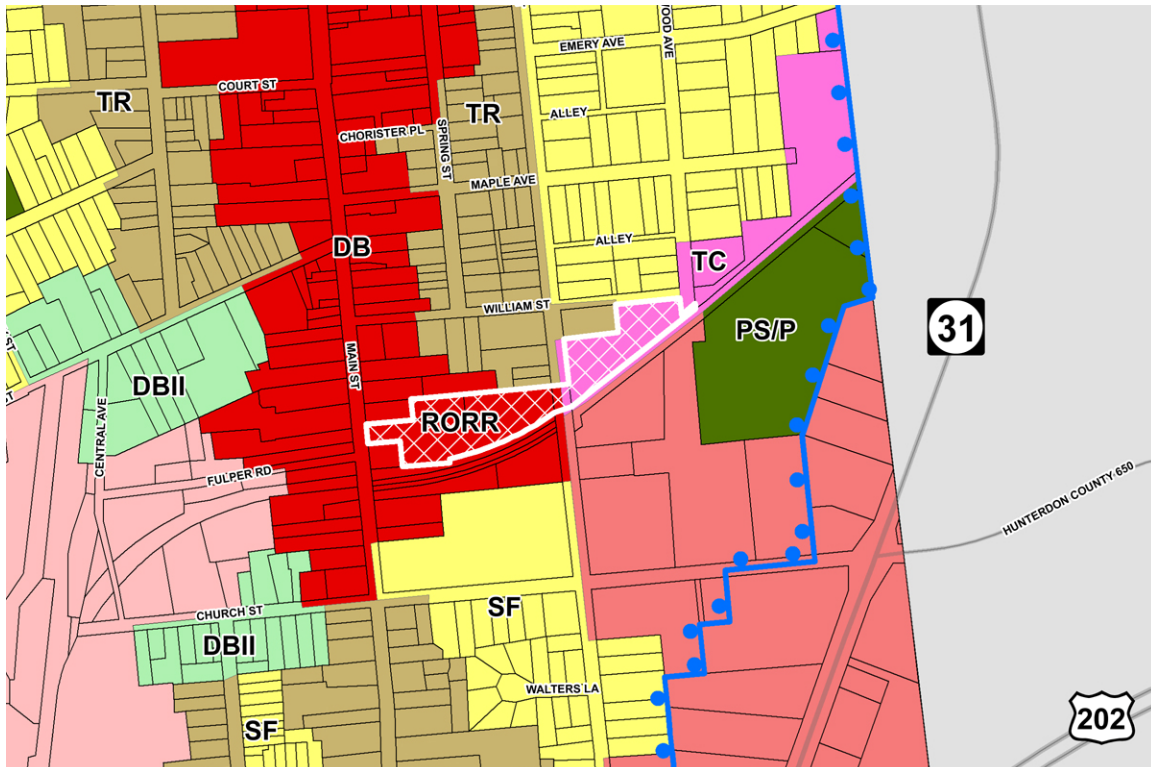 WOOD AVE
EMERY AVE
COURT ST
TR
TR
ALLEY
CHORISTER PL
SPRING ST
MAPLE AVE
DB
ALLEY
TC
WILLIAM ST
31
PS/P
MAIN ST
DBII
RORR
CENTRAL AVE
FULPER RD
HUNTERDON COUNTY 650
CHURCH ST
SF
DBII
WALTERS LA
SF
202